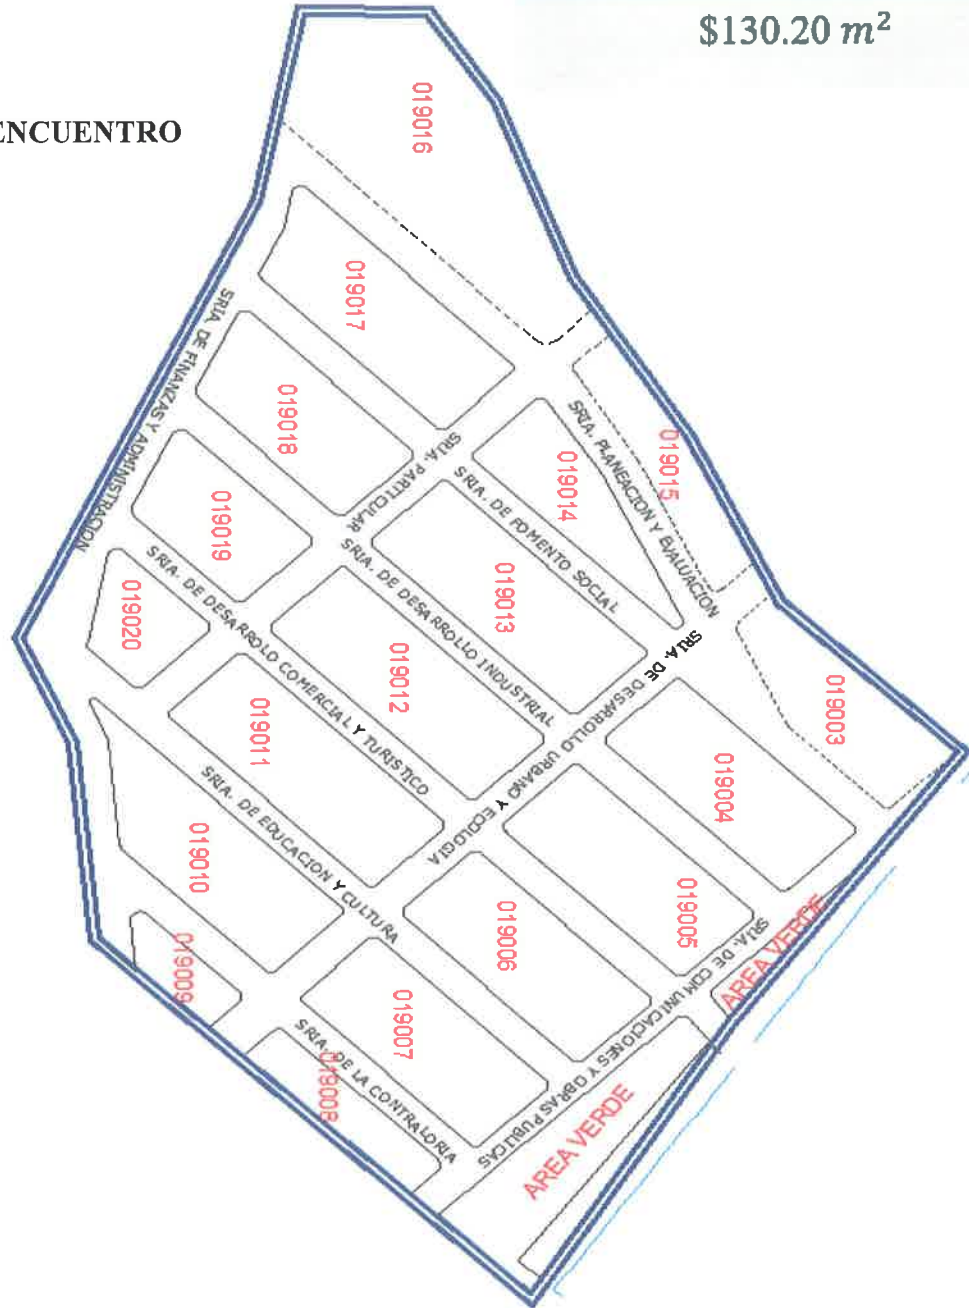 $130.20 m²
ENCUENTRO
019016
019017
SRIA. DE FINANZAS Y ADMINISTRACION
019018
SRIA. PARTICULAR
019014
SRIA. PLANEACION Y EVALUACION
019015
SRIA. DE FOMENTO SOCIAL
019019
019013
SRIA. DE DESARROLLO INDUSTRIAL
SRIA. DE DESARROLO COMERCIAL Y TURISTICO
019020
019012
SRIA. DE DESARROLLO URBANO Y ECOLOGIA
019003
019011
019004
SRIA. DE EDUCACION Y CULTURA
019010
019005
019006
AREA VERDE
SRIA. DE COMUNICACIONES Y OBRAS PUBLICAS
019009
019007
SRIA. DE LA CONTRALORIA
019008
AREA VERDE